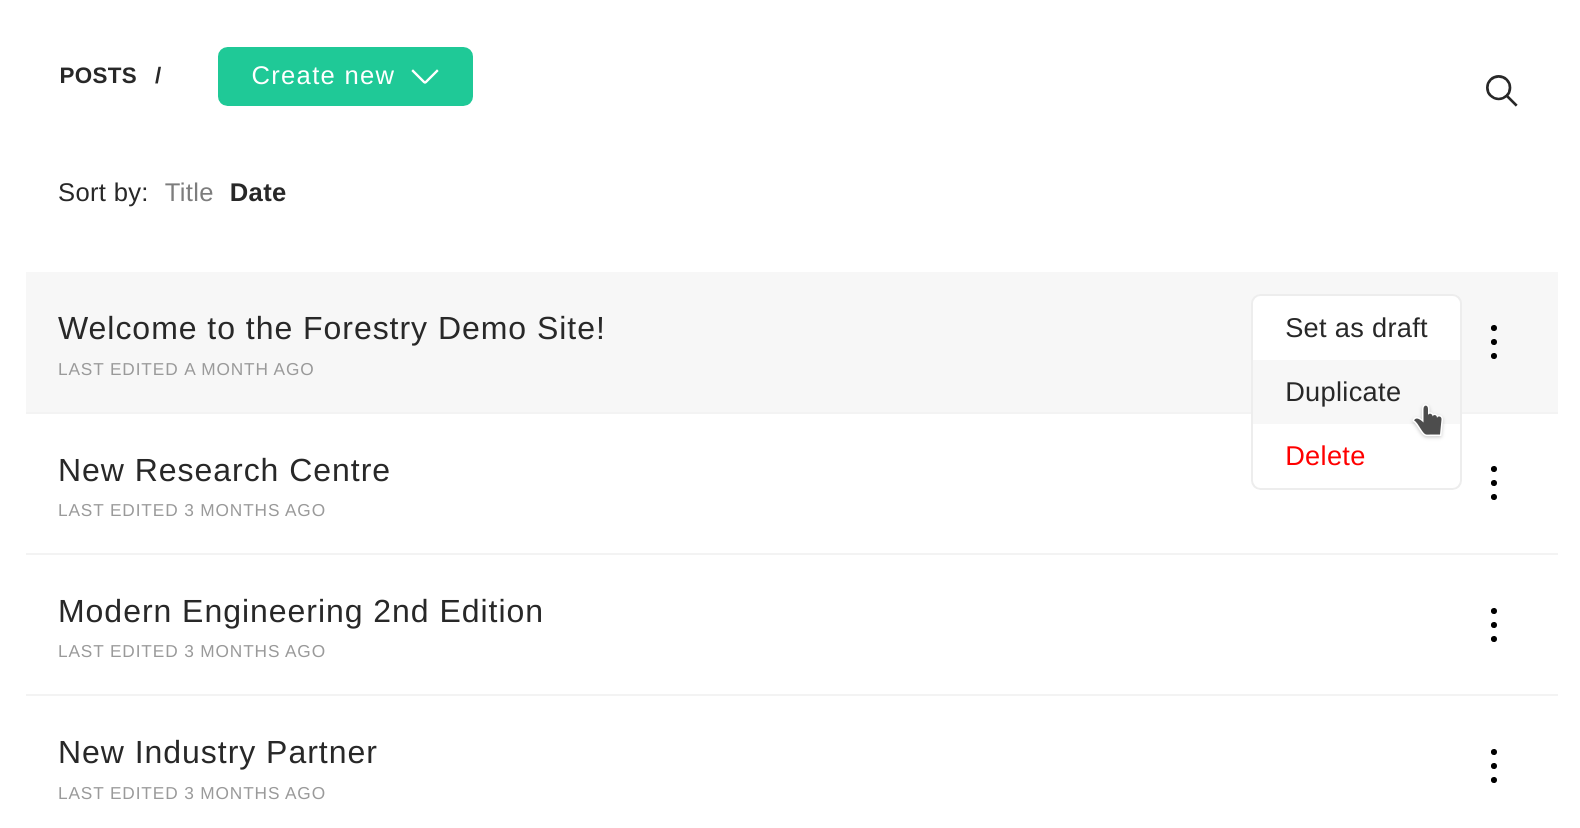 POSTS / Create new
Sort by: Title Date
Welcome to the Forestry Demo Site!
LAST EDITED A MONTH AGO
Set as draft
Duplicate
Delete
New Research Centre
LAST EDITED 3 MONTHS AGO
Modern Engineering 2nd Edition
LAST EDITED 3 MONTHS AGO
New Industry Partner
LAST EDITED 3 MONTHS AGO